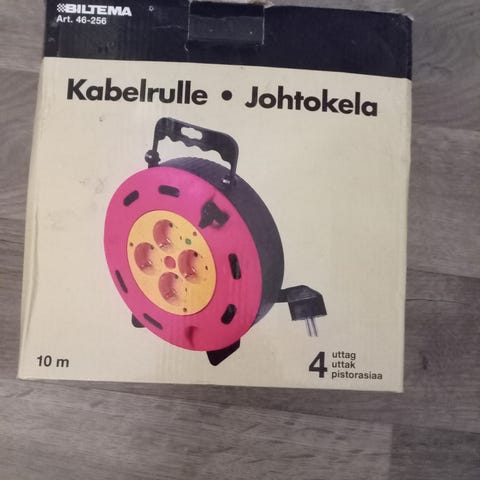 BILTEMA
Art. 46-256
Kabelrulle • Johtokela
10 m
4 uttag
uttak
pistorasiaa